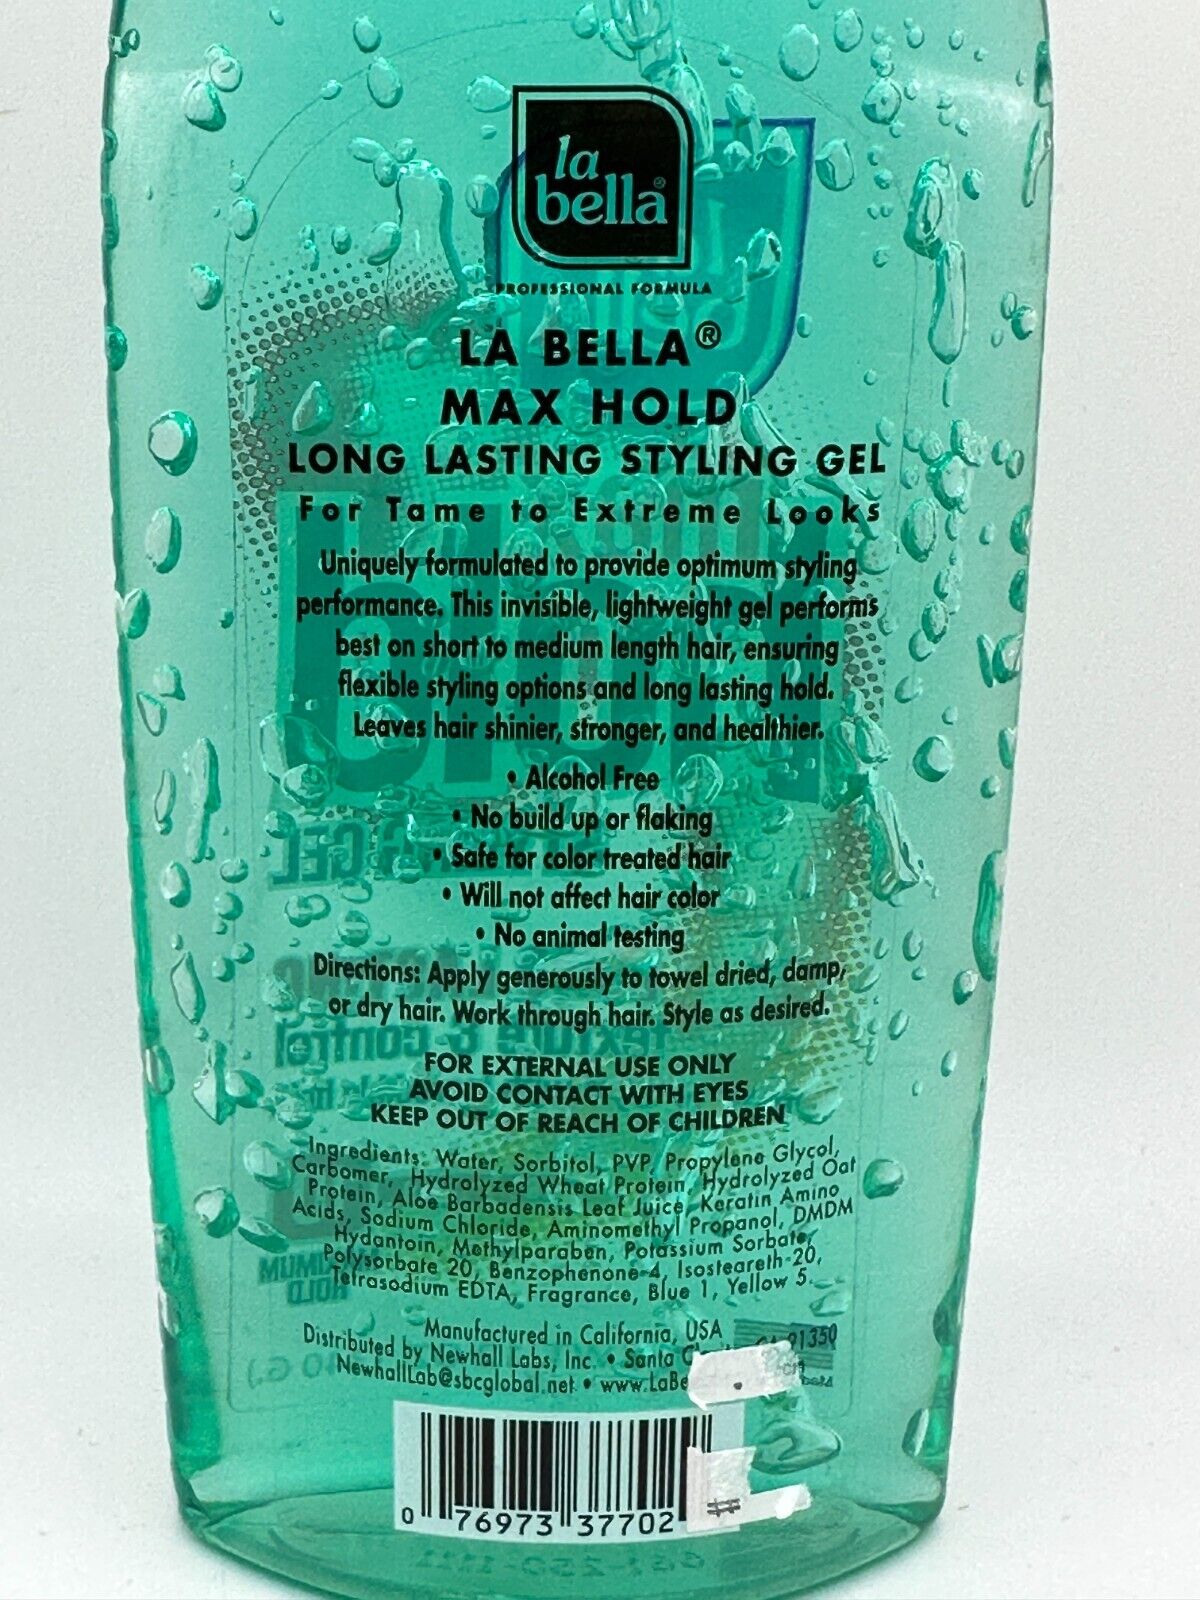 la
bella®
PROFESSIONAL FORMULA
LA BELLA®
MAX HOLD
LONG LASTING STYLING GEL
For Tame to Extreme Looks
Uniquely formulated to provide optimum styling
performance. This invisible, lightweight gel performs
best on short to medium length hair, ensuring
flexible styling options and long lasting hold.
Leaves hair shinier, stronger, and healthier.
• Alcohol Free
• No build up or flaking
• Safe for color treated hair
• Will not affect hair color
• No animal testing
Directions: Apply generously to towel dried, damp,
or dry hair. Work through hair. Style as desired.
FOR EXTERNAL USE ONLY
AVOID CONTACT WITH EYES
KEEP OUT OF REACH OF CHILDREN
Ingredients: Water, Sorbitol, PVP, Propylene Glycol,
Carbomer, Hydrolyzed Wheat Protein, Hydrolyzed Oat
Protein, Aloe Barbadensis Leaf Juice, Keratin Amino
Acids, Sodium Chloride, Aminomethyl Propanol, DMDM
Hydantoin, Methylparaben, Potassium Sorbate,
Polysorbate 20, Benzophenone-4, Isosteareth-20,
Tetrasodium EDTA, Fragrance, Blue 1, Yellow 5.
Manufactured in California, USA
Distributed by Newhall Labs, Inc. • Santa CA 91350
NewhallLab@sbcglobal.net •
0 76973 37702